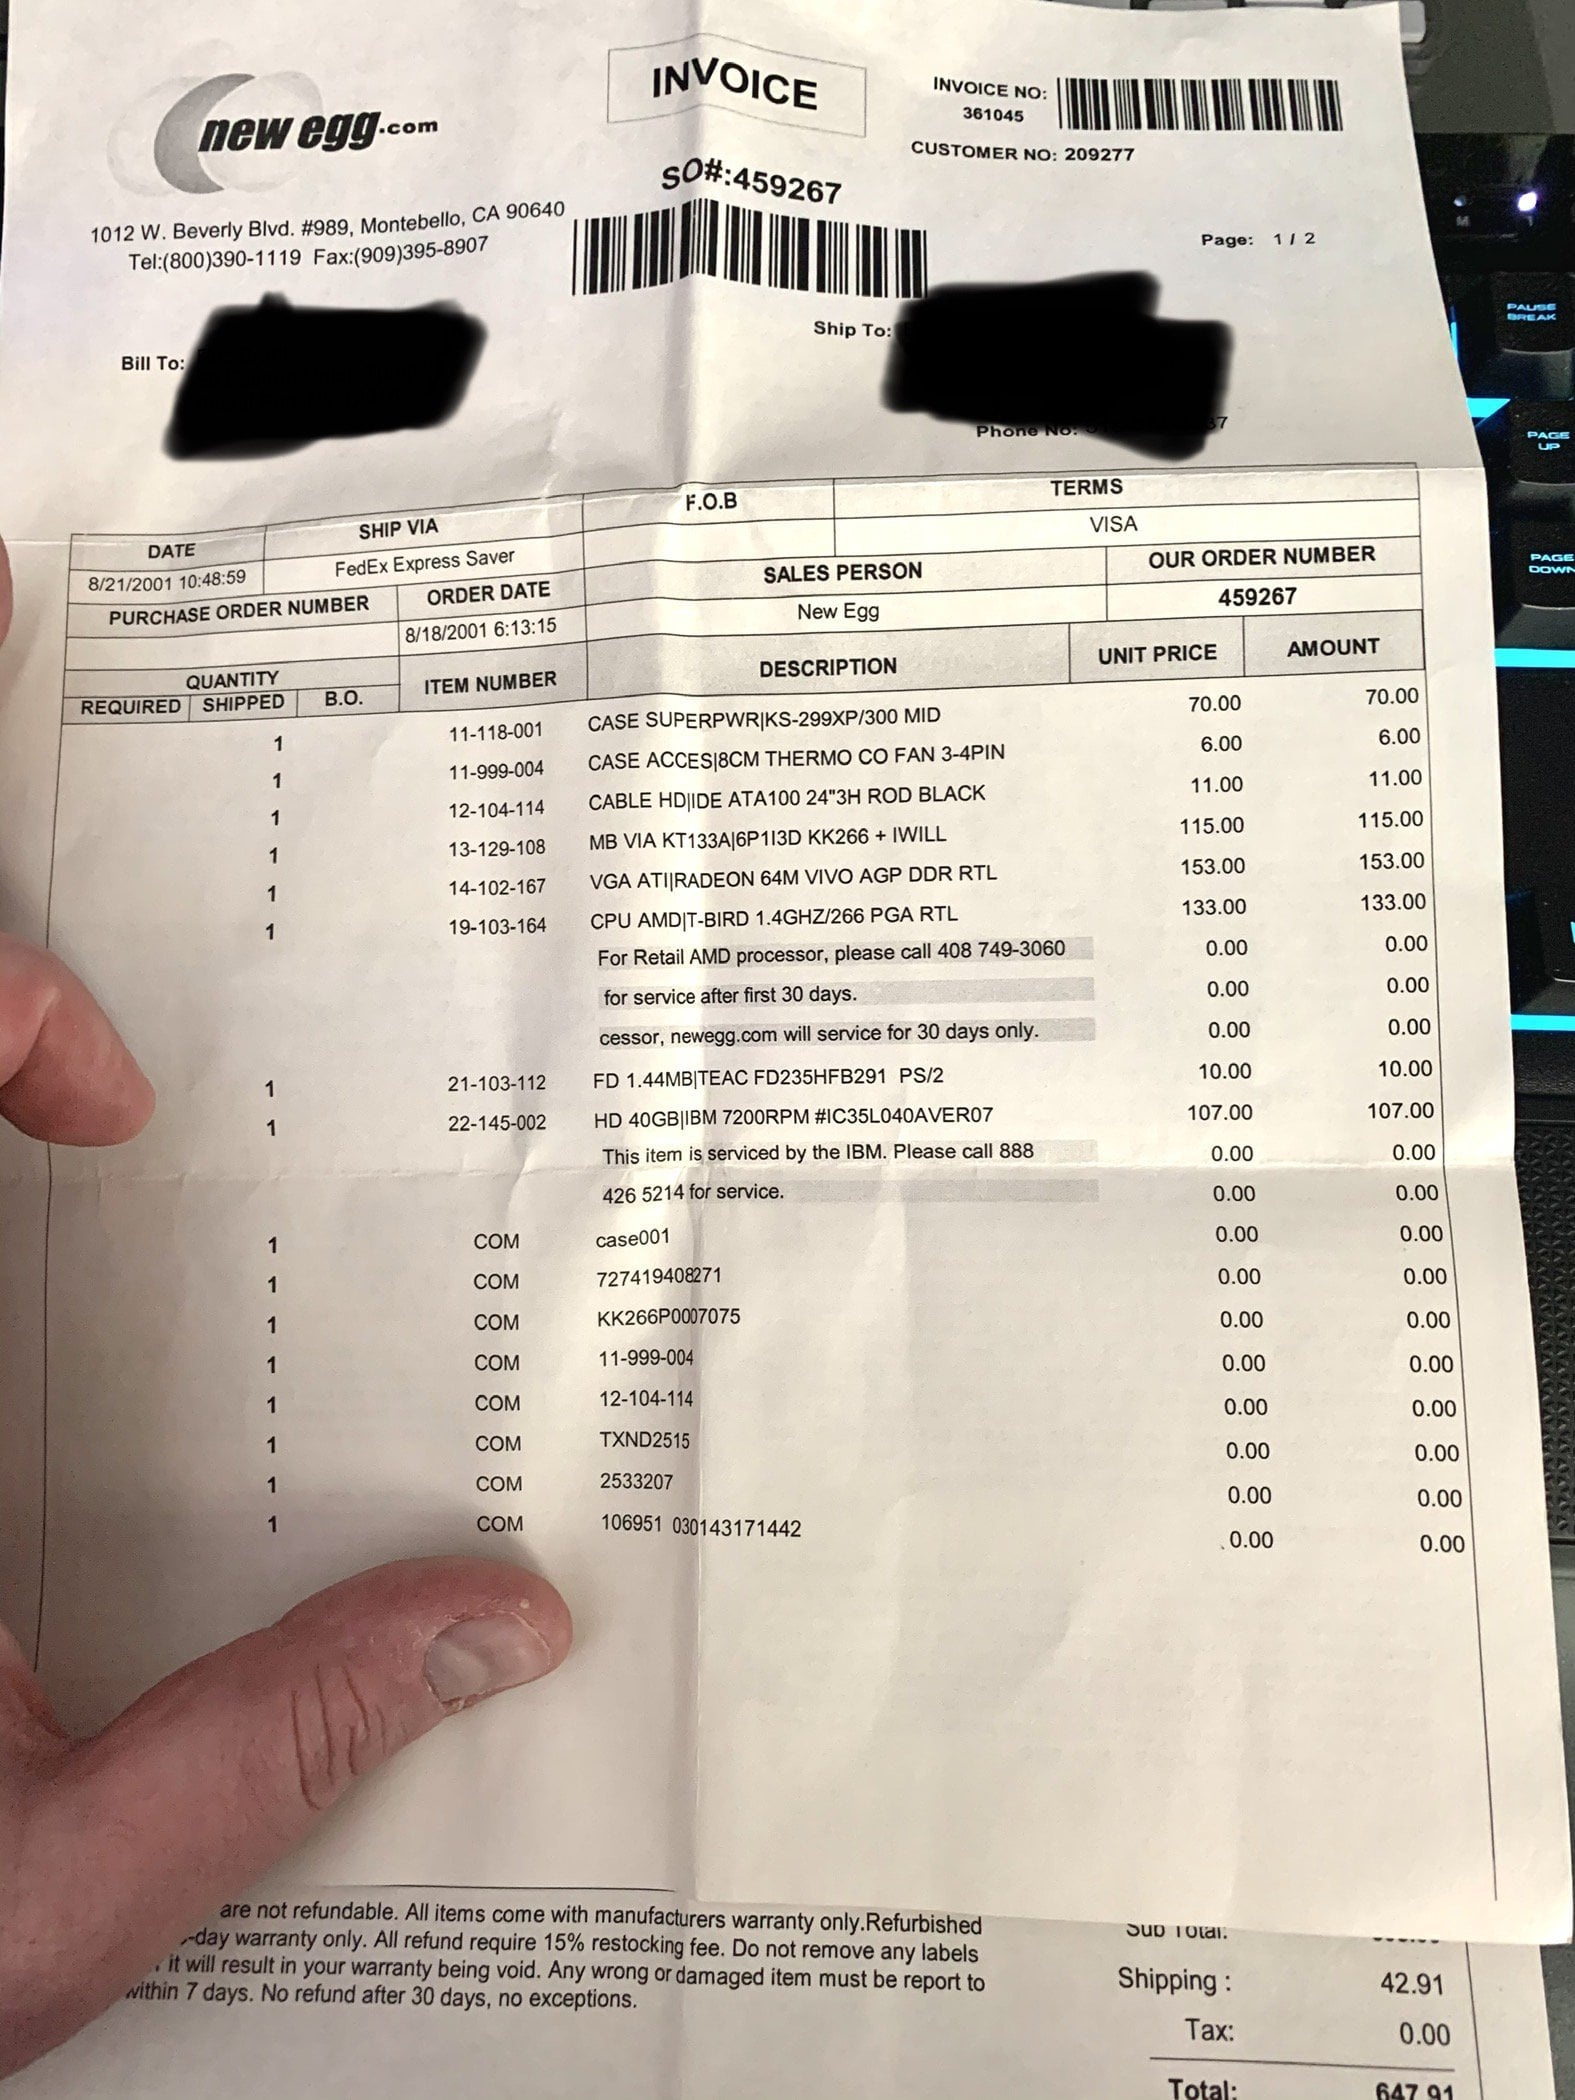 new egg.com
INVOICE
INVOICE NO:
361045
CUSTOMER NO: 209277
SO#:459267
1012 W. Beverly Blvd. #989, Montebello, CA 90640
Tel:(800)390-1119 Fax:(909)395-8907
Page: 1 / 2
Bill To:
Ship To:
Phone No:
DATE SHIP VIA F.O.B TERMS
8/21/2001 10:48:59 FedEx Express Saver VISA
PURCHASE ORDER NUMBER ORDER DATE SALES PERSON OUR ORDER NUMBER
8/18/2001 6:13:15 New Egg 459267
QUANTITY ITEM NUMBER DESCRIPTION UNIT PRICE AMOUNT
REQUIRED SHIPPED B.O.
1 11-118-001 CASE SUPERPWR|KS-299XP/300 MID 70.00 70.00
1 11-999-004 CASE ACCES|8CM THERMO CO FAN 3-4PIN 6.00 6.00
1 12-104-114 CABLE HD|IDE ATA100 24"3H ROD BLACK 11.00 11.00
1 13-129-108 MB VIA KT133A|6P1I3D KK266 + IWILL 115.00 115.00
1 14-102-167 VGA ATI|RADEON 64M VIVO AGP DDR RTL 153.00 153.00
1 19-103-164 CPU AMD|T-BIRD 1.4GHZ/266 PGA RTL 133.00 133.00
For Retail AMD processor, please call 408 749-3060 0.00 0.00
for service after first 30 days. 0.00 0.00
cessor, newegg.com will service for 30 days only. 0.00 0.00
1 21-103-112 FD 1.44MB|TEAC FD235HFB291 PS/2 10.00 10.00
1 22-145-002 HD 40GB|IBM 7200RPM #IC35L040AVER07 107.00 107.00
This item is serviced by the IBM. Please call 888 0.00 0.00
426 5214 for service. 0.00 0.00
1 COM case001 0.00 0.00
1 COM 727419408271 0.00 0.00
1 COM KK266P0007075 0.00 0.00
1 COM 11-999-004 0.00 0.00
1 COM 12-104-114 0.00 0.00
1 COM TXND2515 0.00 0.00
1 COM 2533207 0.00 0.00
1 COM 106951 030143171442 0.00 0.00
are not refundable. All items come with manufacturers warranty only.Refurbished
-day warranty only. All refund require 15% restocking fee. Do not remove any labels
it will result in your warranty being void. Any wrong or damaged item must be report to
within 7 days. No refund after 30 days, no exceptions.
Sub Total:
Shipping : 42.91
Tax: 0.00
Total: 647.91
PAUSE
BREAK
PAGE
UP
PAGE
DOWN